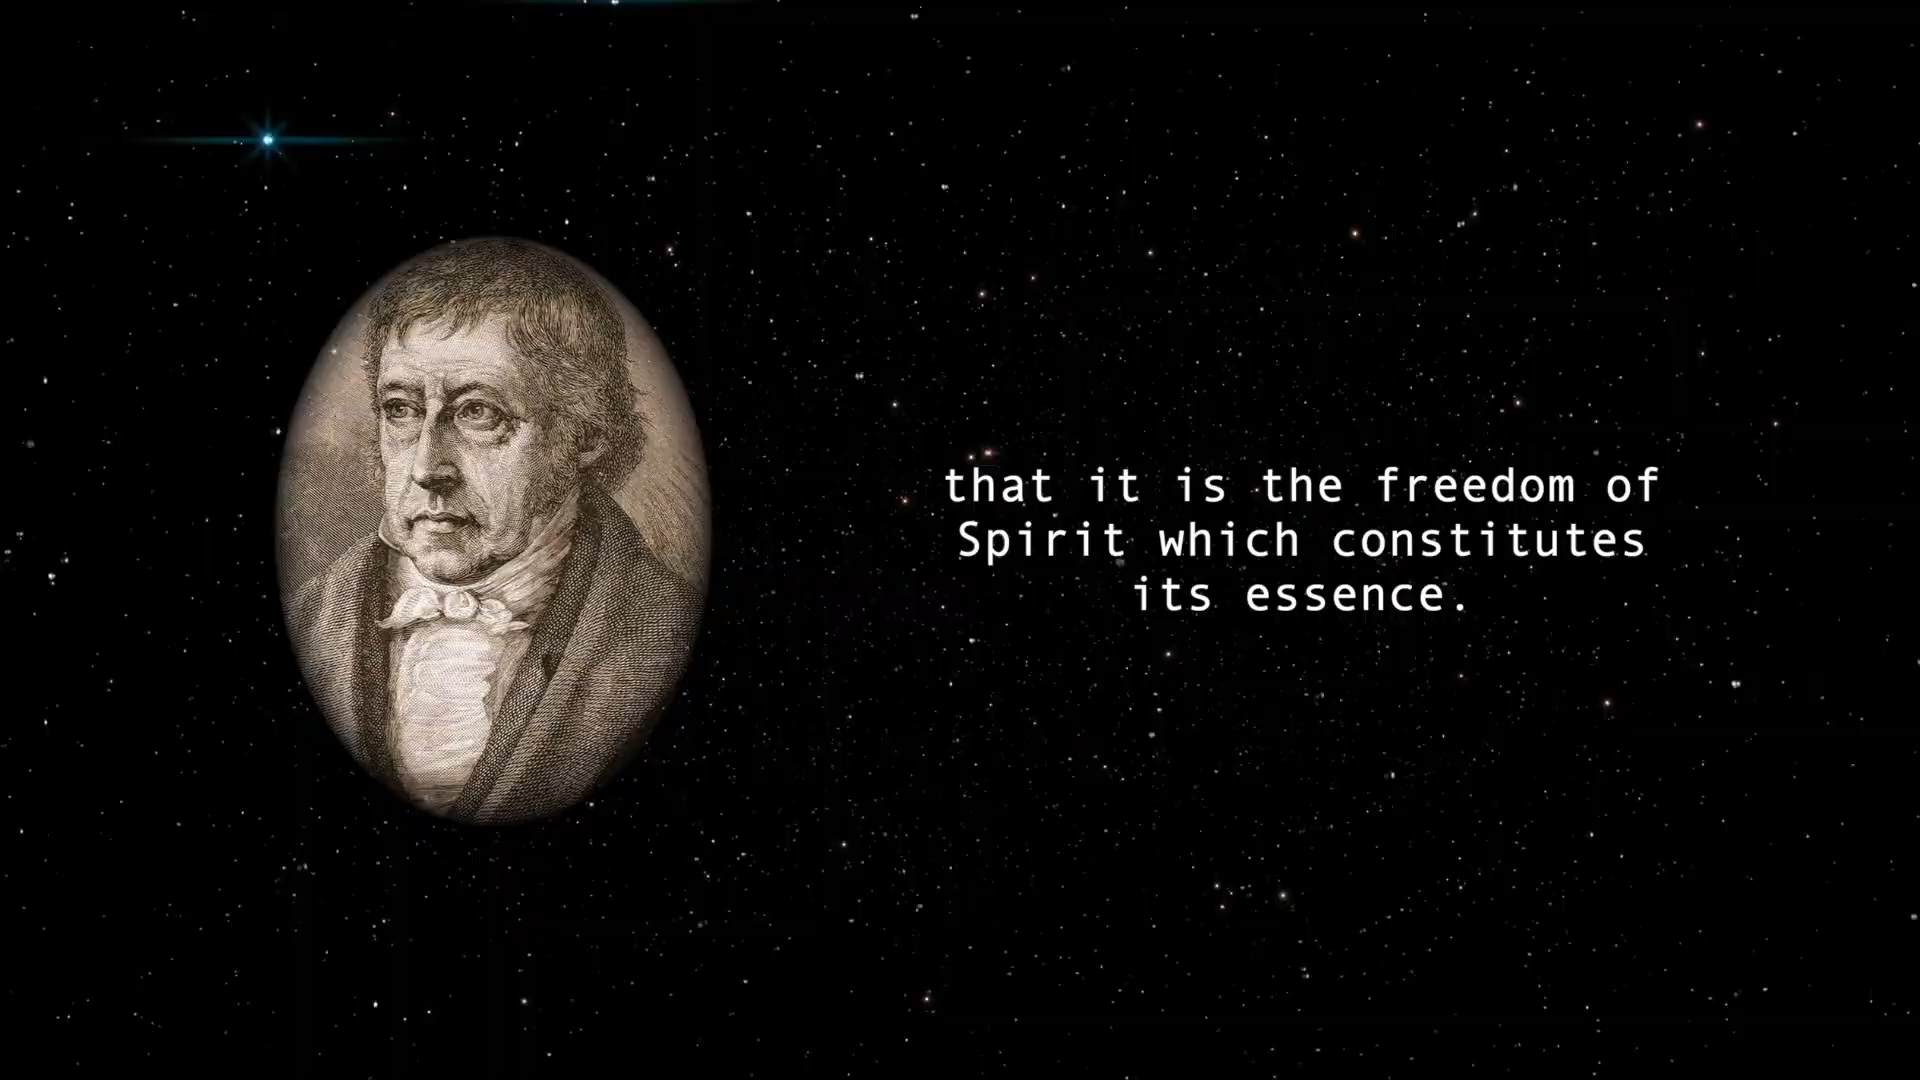 that it is the freedom of
Spirit which constitutes
its essence.